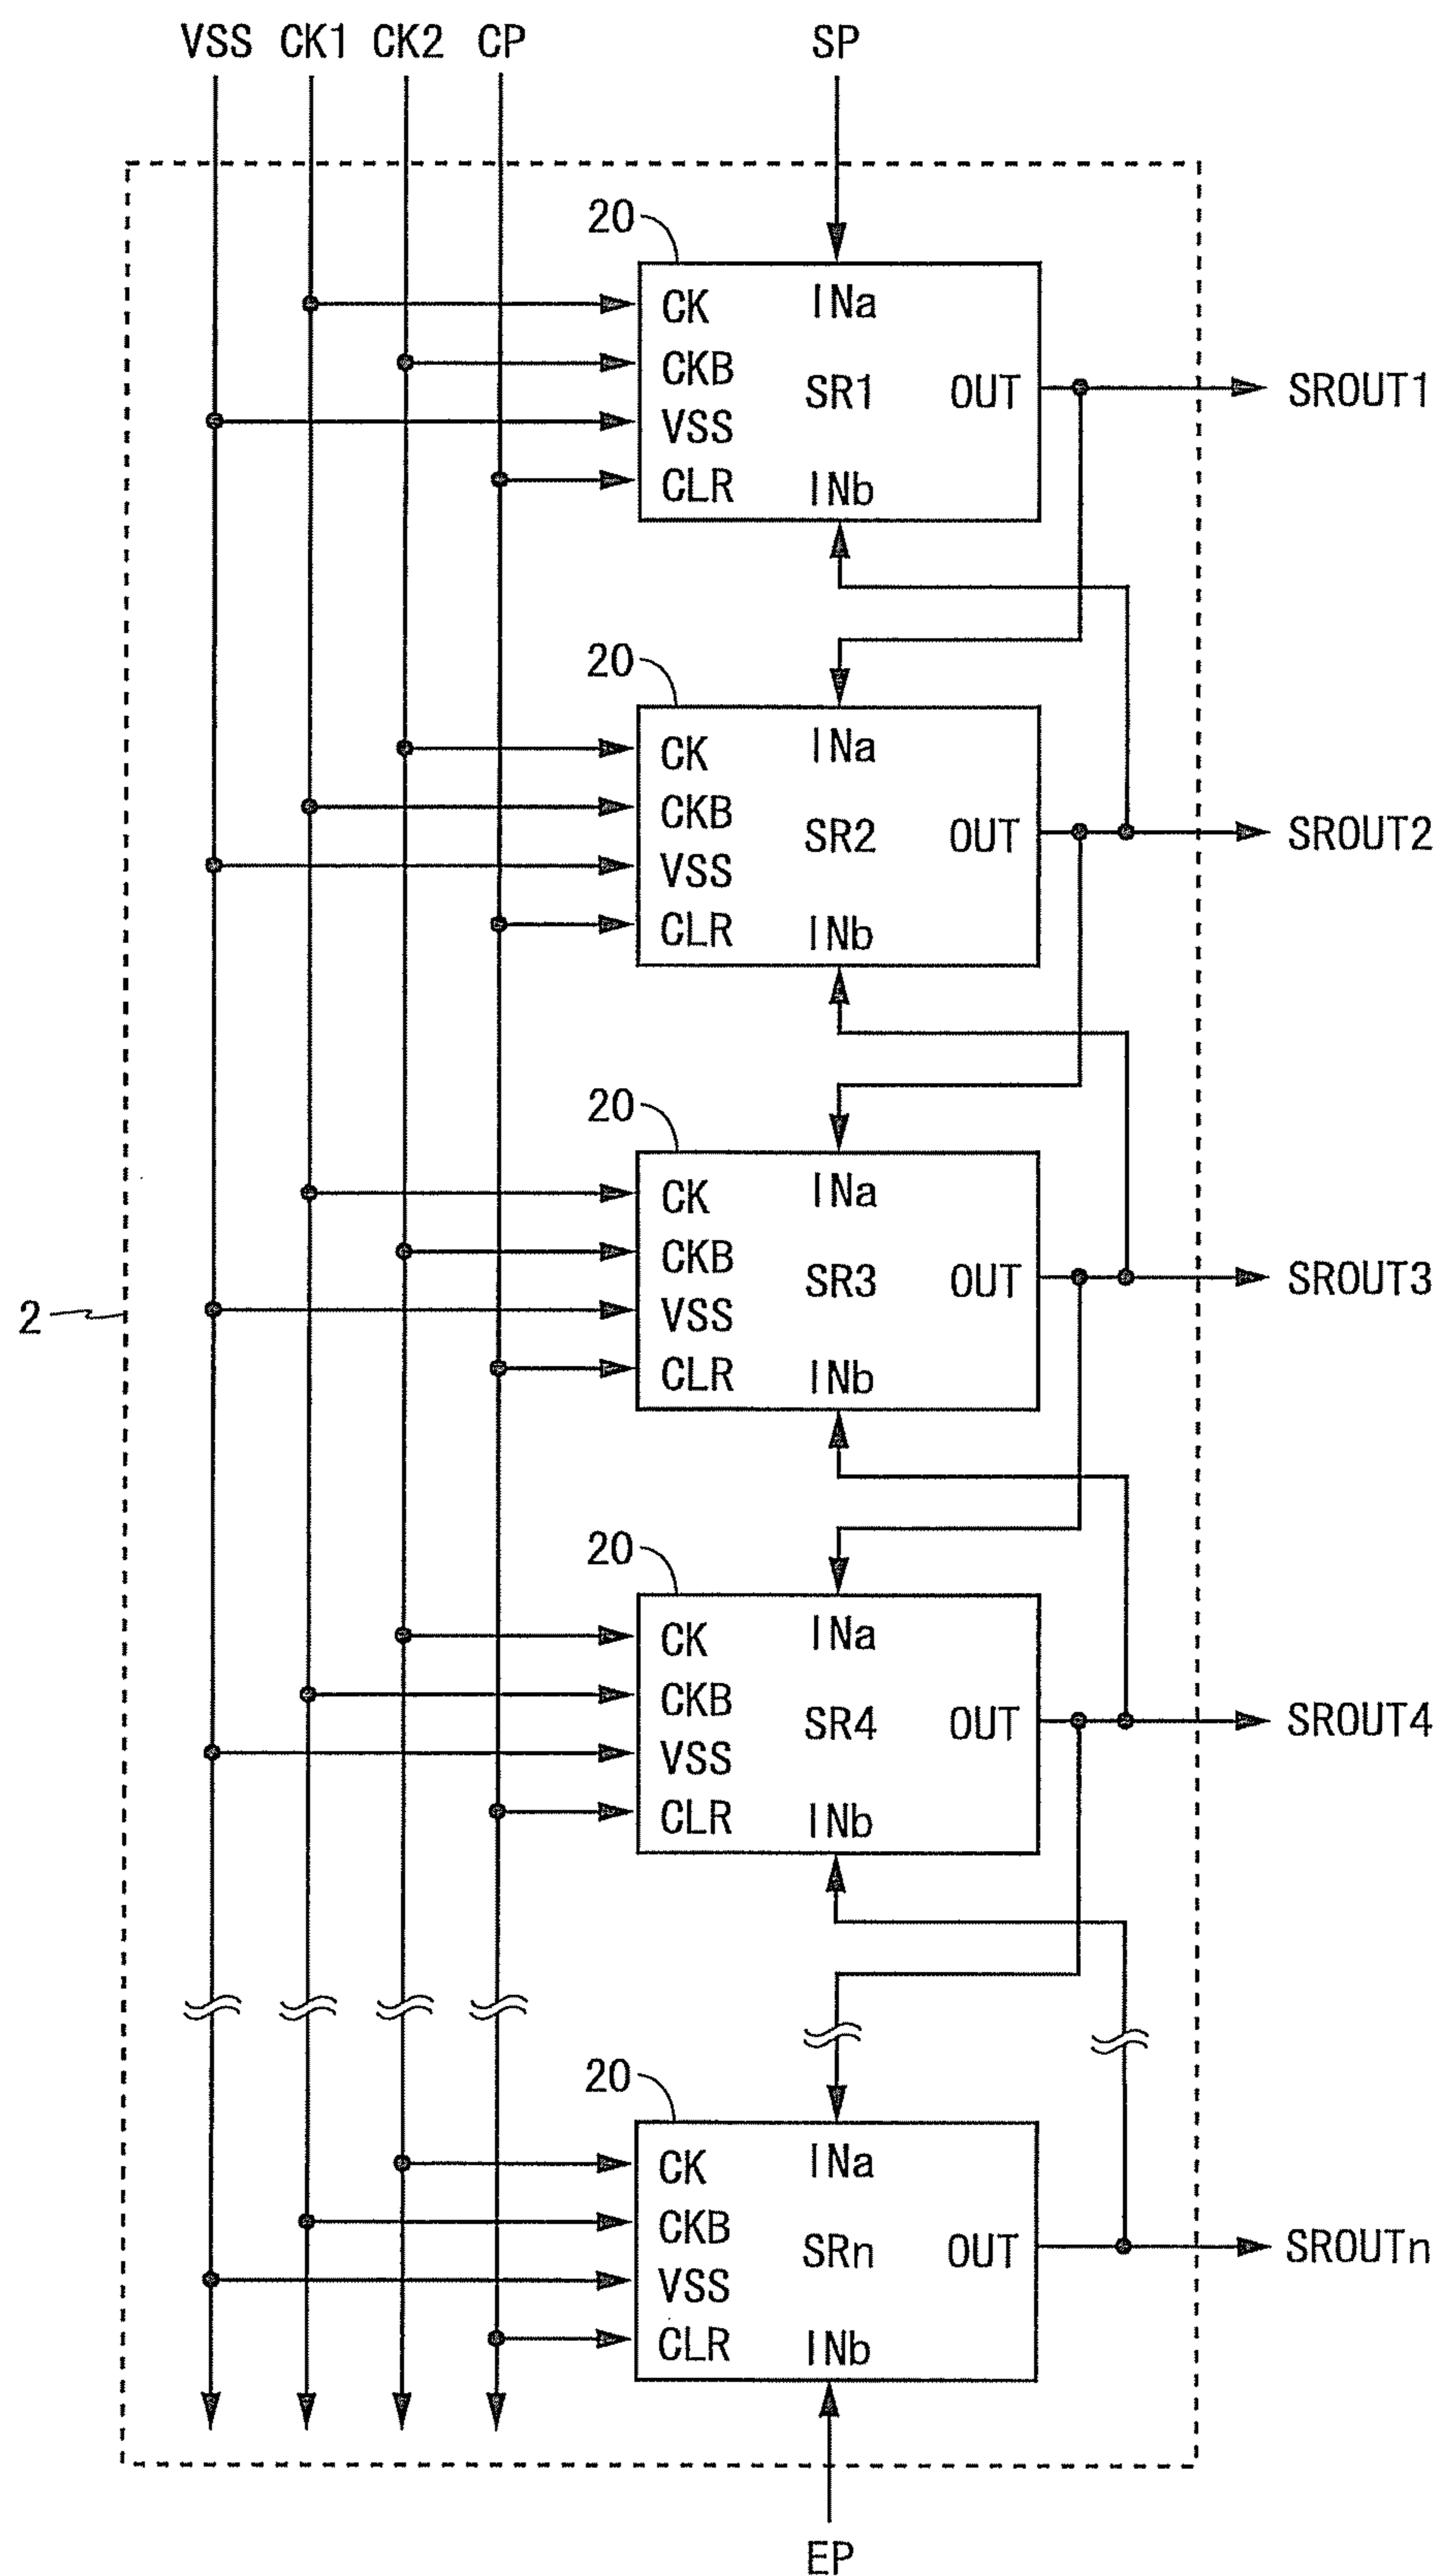 VSS CK1 CK2 CP SP
20
CK INa
CKB SR1 OUT SROUT1
VSS
CLR INb
20
CK INa
CKB SR2 OUT SROUT2
VSS
CLR INb
20
CK INa
CKB SR3 OUT SROUT3
2 VSS
CLR INb
20
CK INa
CKB SR4 OUT SROUT4
VSS
CLR INb
20
CK INa
CKB SRn OUT SROUTn
VSS
CLR INb
EP